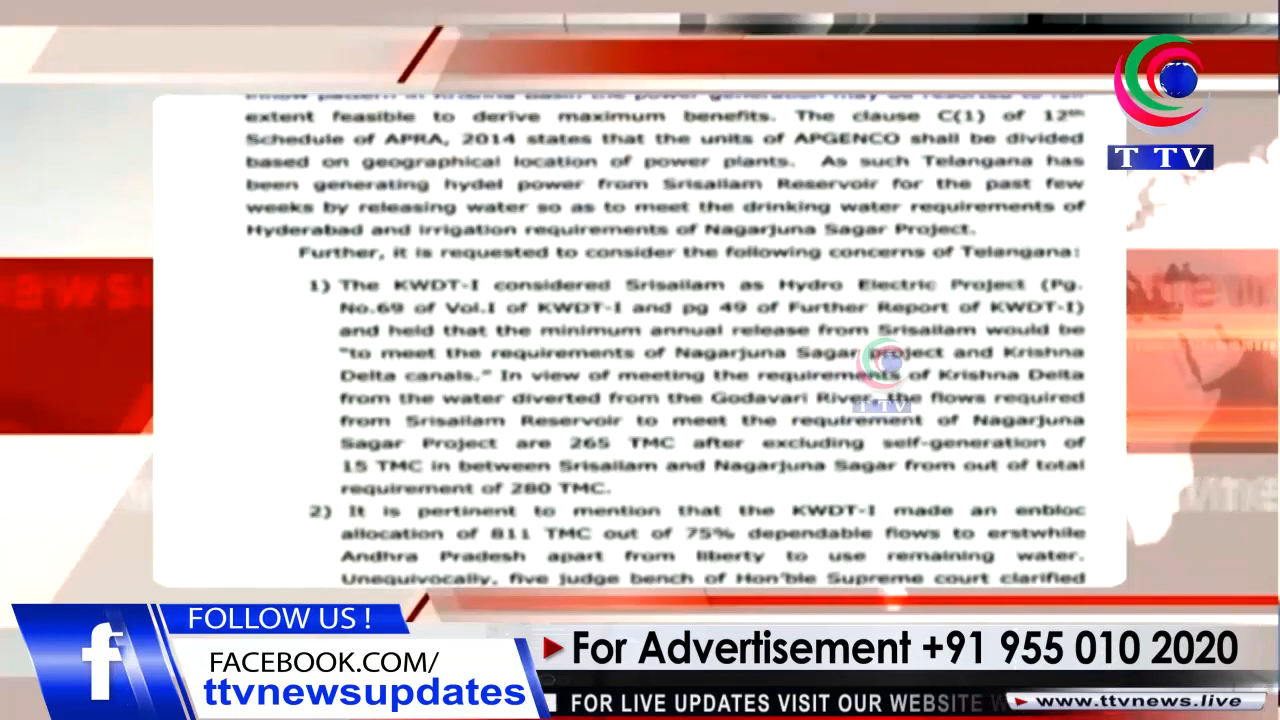 extent feasible to derive maximum benefits. The clause C(1) of 12th
Schedule of APRA, 2014 states that the units of APGENCO shall be divided
based on geographical location of power plants. As such Telangana has
been generating hydel power from Srisailam Reservoir for the past few
weeks by releasing water so as to meet the drinking water requirements of
Hyderabad and irrigation requirements of Nagarjuna Sagar Project.
Further, it is requested to consider the following concerns of Telangana:
1) The KWDT-I considered Srisailam as Hydro Electric Project (Pg.
No.69 of Vol.I of KWDT-I and pg 49 of Further Report of KWDT-I)
and held that the minimum annual release from Srisailam would be
"to meet the requirements of Nagarjuna Sagar project and Krishna
Delta canals." In view of meeting the requirements of Krishna Delta
from the water diverted from the Godavari River, the flows required
from Srisailam Reservoir to meet the requirement of Nagarjuna
Sagar Project are 265 TMC after excluding self-generation of
15 TMC in between Srisailam and Nagarjuna Sagar from out of total
requirement of 280 TMC.
2) It is pertinent to mention that the KWDT-I made an enbloc
allocation of 811 TMC out of 75% dependable flows to erstwhile
Andhra Pradesh apart from liberty to use remaining water.
Unequivocally, five judge bench of Hon'ble Supreme court clarified
T TV
T TV
FOLLOW US !
FACEBOOK.COM/
ttvnewsupdates
For Advertisement +91 955 010 2020
FOR LIVE UPDATES VISIT OUR WEBSITE W
www.ttvnews.live